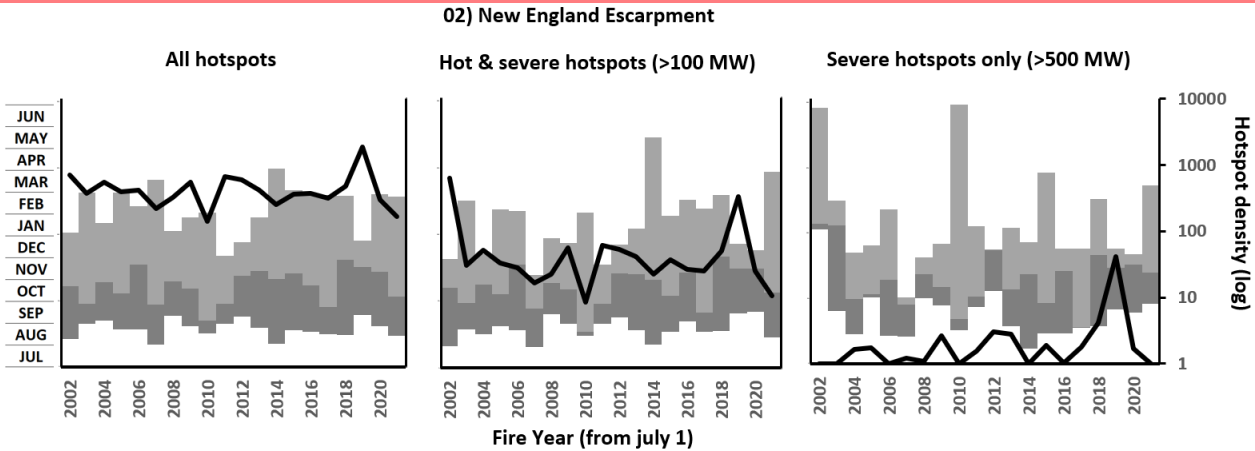 02) New England Escarpment
All hotspots
Hot & severe hotspots (>100 MW)
Severe hotspots only (>500 MW)
JUN
MAY
APR
MAR
FEB
JAN
DEC
NOV
OCT
SEP
AUG
JUL
10000
1000
100
10
1
Hotspot density (log)
2002 2004 2006 2008 2010 2012 2014 2016 2018 2020
2002 2004 2006 2008 2010 2012 2014 2016 2018 2020
2002 2004 2006 2008 2010 2012 2014 2016 2018 2020
Fire Year (from july 1)